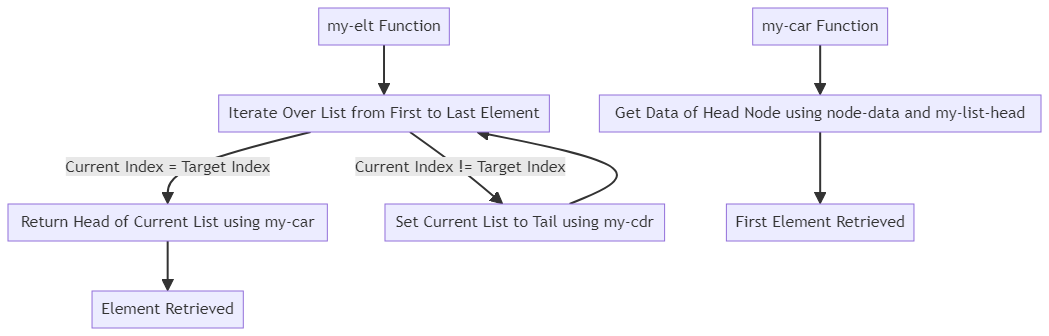 my-elt Function
my-car Function
Iterate Over List from First to Last Element
Get Data of Head Node using node-data and my-list-head
Current Index = Target Index
Current Index != Target Index
Return Head of Current List using my-car
Set Current List to Tail using my-cdr
First Element Retrieved
Element Retrieved